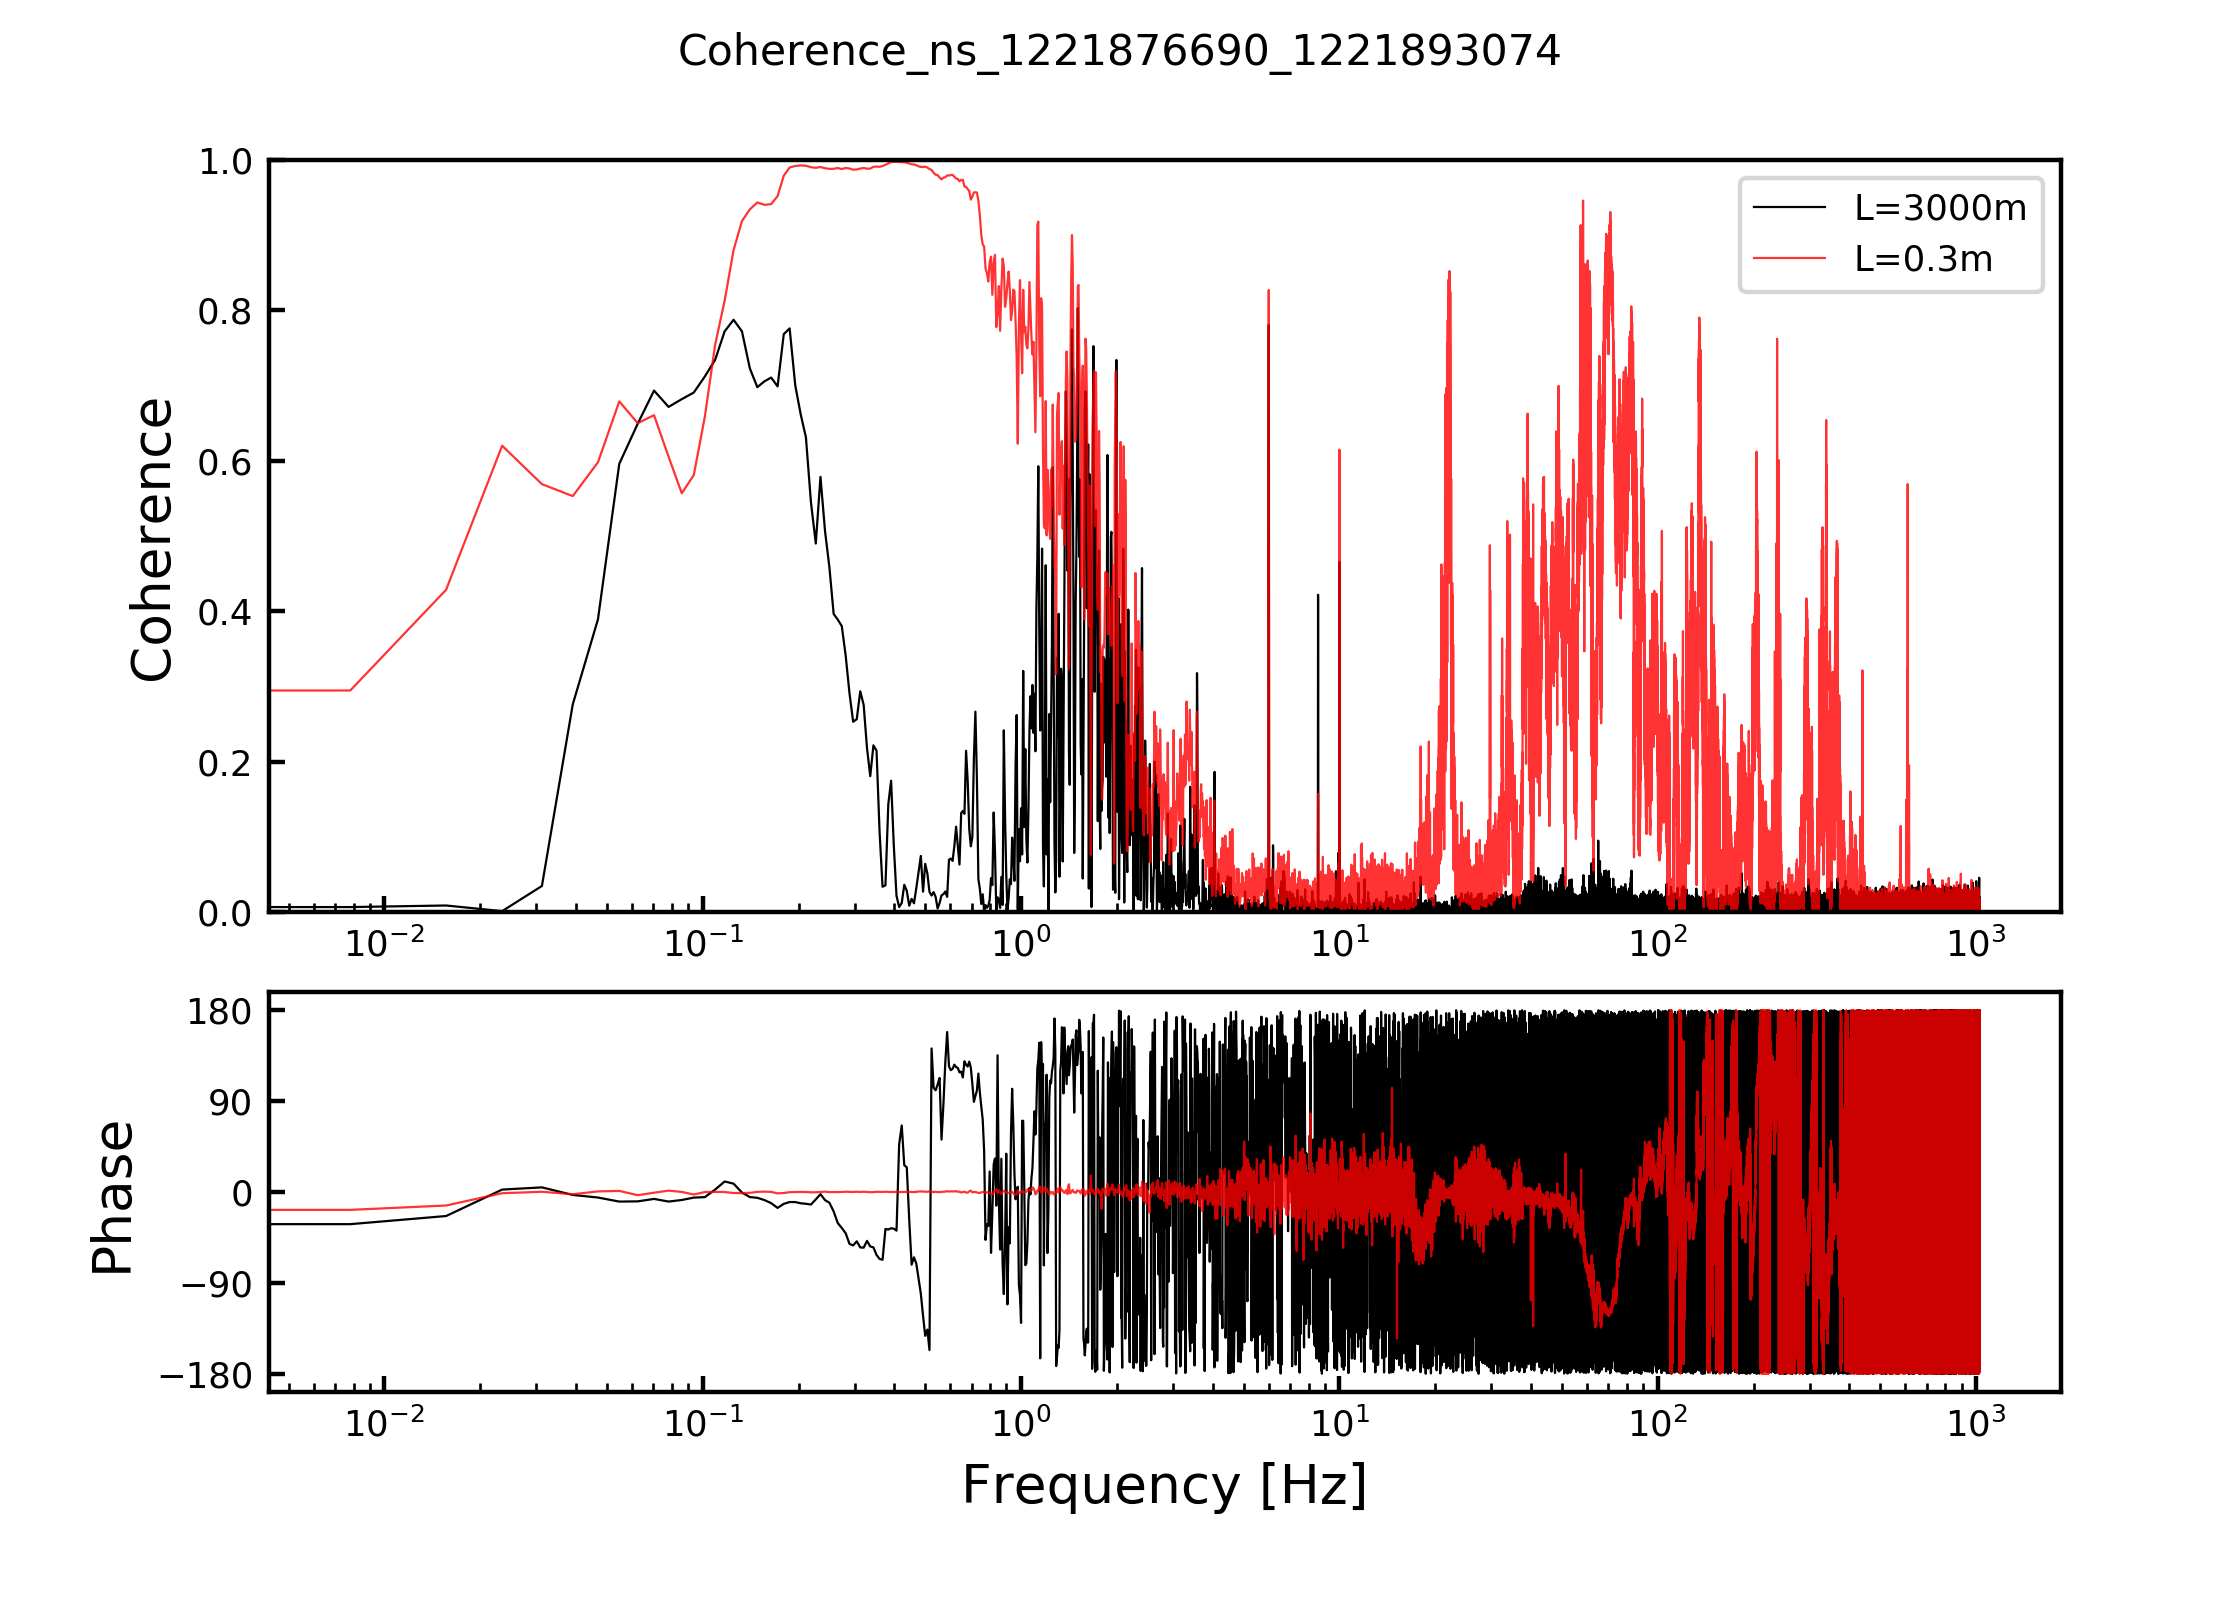 Coherence_ns_1221876690_1221893074
1.0
0.8
0.6
0.4
0.2
0.0
Coherence
L=3000m
L=0.3m
10⁻² 10⁻¹ 10⁰ 10¹ 10² 10³
180
90
0
−90
−180
Phase
10⁻² 10⁻¹ 10⁰ 10¹ 10² 10³
Frequency [Hz]